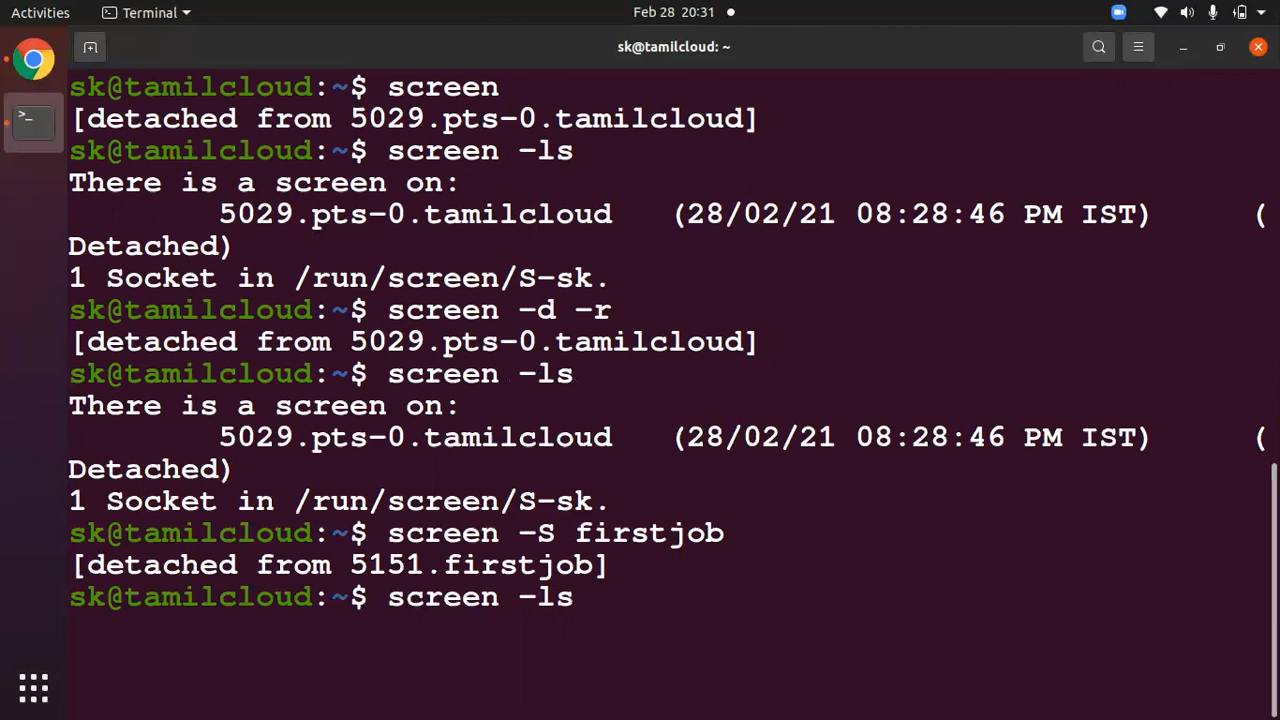 Activities Terminal Feb 28 20:31
sk@tamilcloud: ~
sk@tamilcloud:~$ screen
[detached from 5029.pts-0.tamilcloud]
sk@tamilcloud:~$ screen -ls
There is a screen on:
5029.pts-0.tamilcloud (28/02/21 08:28:46 PM IST) (
Detached)
1 Socket in /run/screen/S-sk.
sk@tamilcloud:~$ screen -d -r
[detached from 5029.pts-0.tamilcloud]
sk@tamilcloud:~$ screen -ls
There is a screen on:
5029.pts-0.tamilcloud (28/02/21 08:28:46 PM IST) (
Detached)
1 Socket in /run/screen/S-sk.
sk@tamilcloud:~$ screen -S firstjob
[detached from 5151.firstjob]
sk@tamilcloud:~$ screen -ls